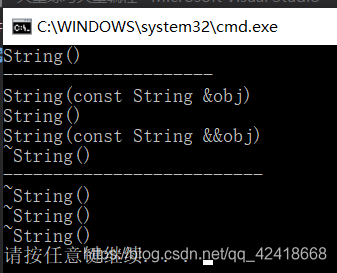 C:\WINDOWS\system32\cmd.exe
String()
---------------------
String(const String &obj)
String()
String(const String &&obj)
~String()
--------------------------
~String()
~String()
~String()
请按任意键继续. . .
https://blog.csdn.net/qq_42418668